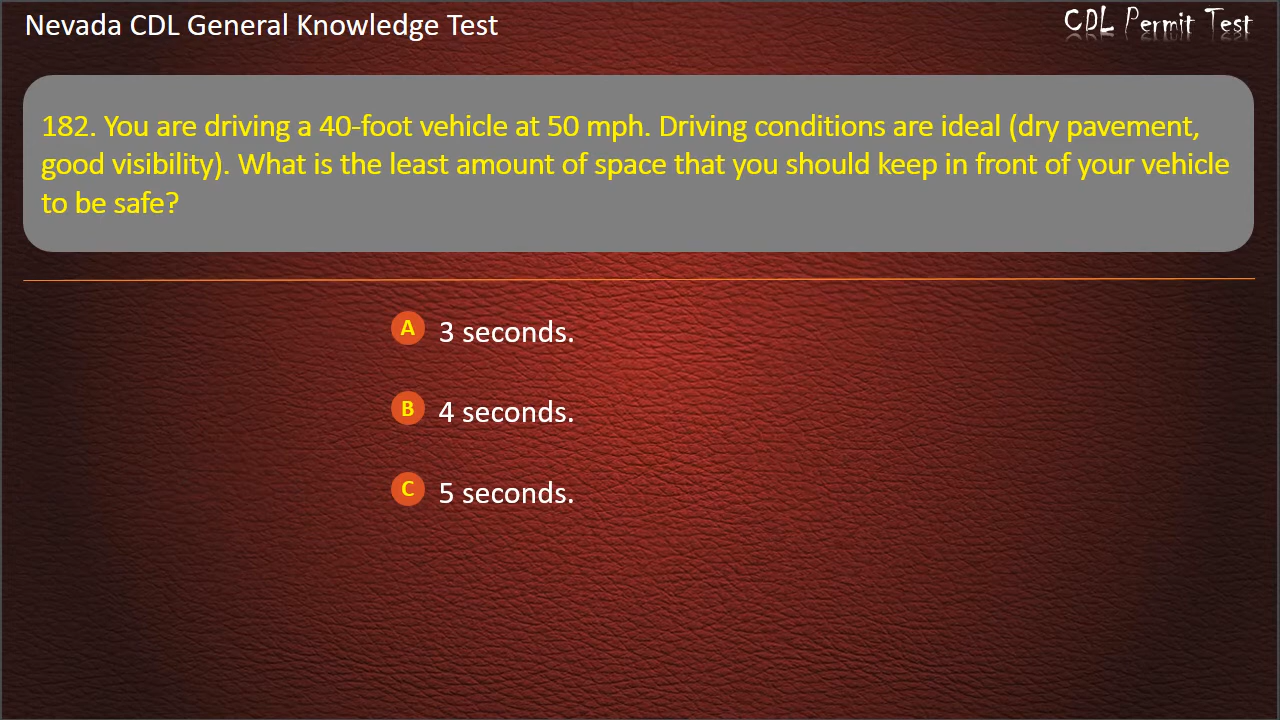 Nevada CDL General Knowledge Test
CDL Permit Test
182. You are driving a 40-foot vehicle at 50 mph. Driving conditions are ideal (dry pavement,
good visibility). What is the least amount of space that you should keep in front of your vehicle
to be safe?
A 3 seconds.
B 4 seconds.
C 5 seconds.